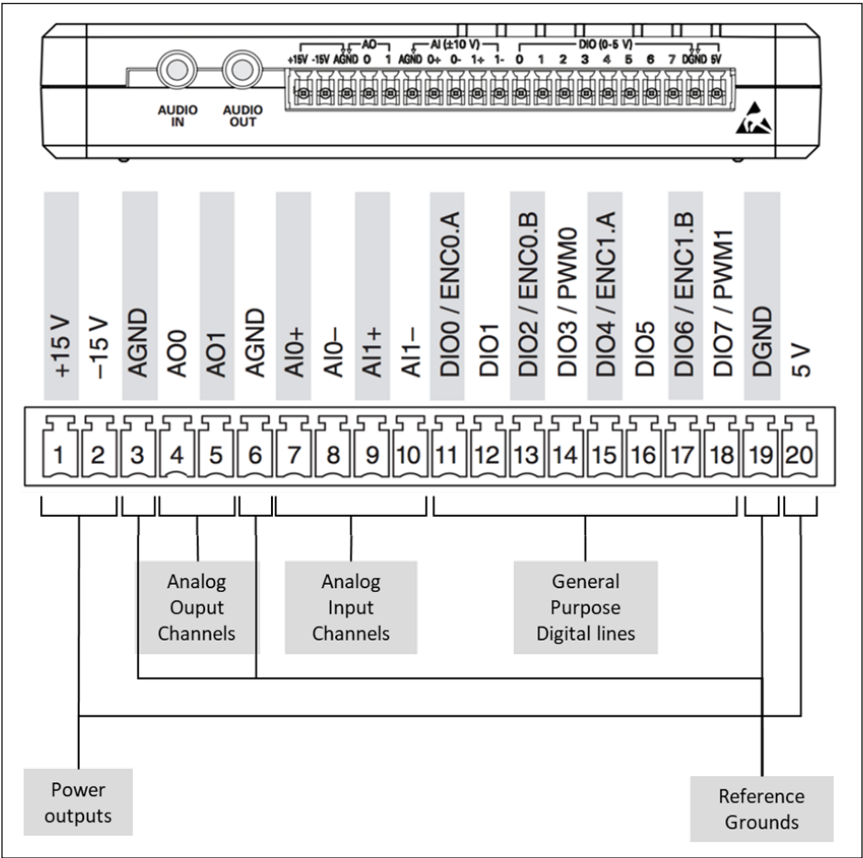 AO AI (±10 V) DIO (0-5 V)
+15V -15V AGND 0 1 AGND 0+ 0- 1+ 1- 0 1 2 3 4 5 6 7 DGND 5V
AUDIO
IN
AUDIO
OUT
+15 V
–15 V
AGND
AO0
AO1
AGND
AI0+
AI0–
AI1+
AI1–
DIO0 / ENC0.A
DIO1
DIO2 / ENC0.B
DIO3 / PWM0
DIO4 / ENC1.A
DIO5
DIO6 / ENC1.B
DIO7 / PWM1
DGND
5 V
1 2 3 4 5 6 7 8 9 10 11 12 13 14 15 16 17 18 19 20
Analog
Ouput
Channels
Analog
Input
Channels
General
Purpose
Digital lines
Power
outputs
Reference
Grounds